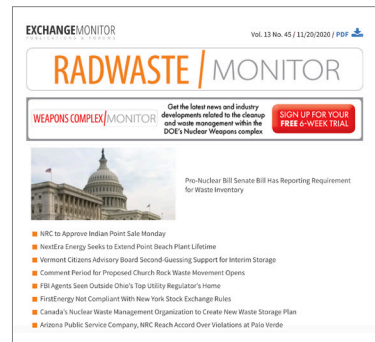 EXCHANGEMONITOR
PUBLICATIONS & FORUMS
Vol. 13 No. 45 / 11/20/2020 / PDF
RADWASTE/MONITOR
WEAPONS COMPLEX/MONITOR
Get the latest news and industry
developments related to the cleanup
and waste management within the
DOE's Nuclear Weapons complex
SIGN UP FOR YOUR
FREE 6-WEEK TRIAL
Pro-Nuclear Bill Senate Bill Has Reporting Requirement
for Waste Inventory
NRC to Approve Indian Point Sale Monday
NextEra Energy Seeks to Extend Point Beach Plant Lifetime
Vermont Citizens Advisory Board Second-Guessing Support for Interim Storage
Comment Period for Proposed Church Rock Waste Movement Opens
FBI Agents Seen Outside Ohio's Top Utility Regulator's Home
FirstEnergy Not Compliant With New York Stock Exchange Rules
Canada's Nuclear Waste Management Organization to Create New Waste Storage Plan
Arizona Public Service Company, NRC Reach Accord Over Violations at Palo Verde